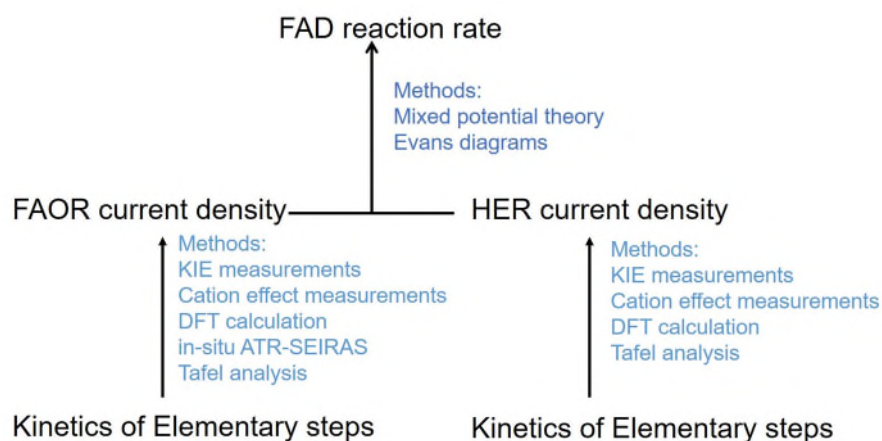 FAD reaction rate
Methods:
Mixed potential theory
Evans diagrams
FAOR current density
HER current density
Methods:
KIE measurements
Cation effect measurements
DFT calculation
in-situ ATR-SEIRAS
Tafel analysis
Methods:
KIE measurements
Cation effect measurements
DFT calculation
Tafel analysis
Kinetics of Elementary steps
Kinetics of Elementary steps